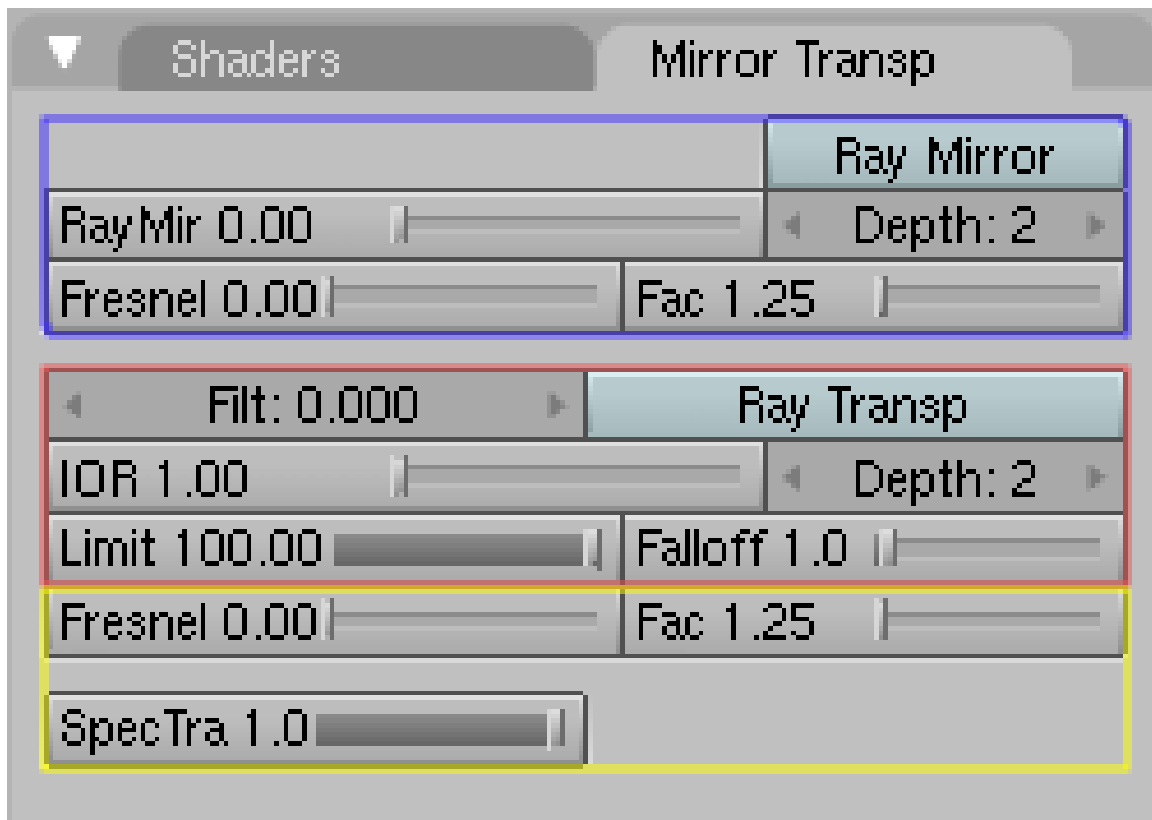 Shaders Mirror Transp
Ray Mirror
RayMir 0.00 Depth: 2
Fresnel 0.00 Fac 1.25
Filt: 0.000 Ray Transp
IOR 1.00 Depth: 2
Limit 100.00 Falloff 1.0
Fresnel 0.00 Fac 1.25
SpecTra 1.0